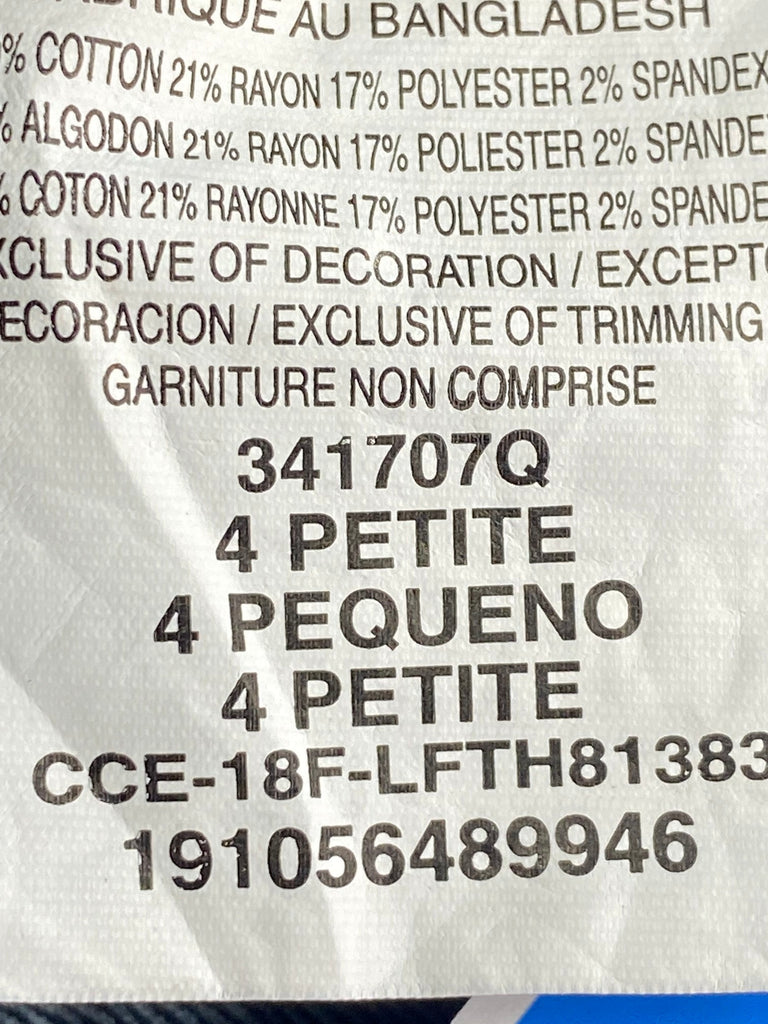 AU BANGLADESH
% COTTON 21% RAYON 17% POLYESTER 2% SPANDEX
% ALGODON 21% RAYON 17% POLIESTER 2% SPANDE
% COTON 21% RAYONNE 17% POLYESTER 2% SPANDE
XCLUSIVE OF DECORATION / EXCEPTO
ECORACION / EXCLUSIVE OF TRIMMING
GARNITURE NON COMPRISE
341707Q
4 PETITE
4 PEQUENO
4 PETITE
CCE-18F-LFTH81383
191056489946